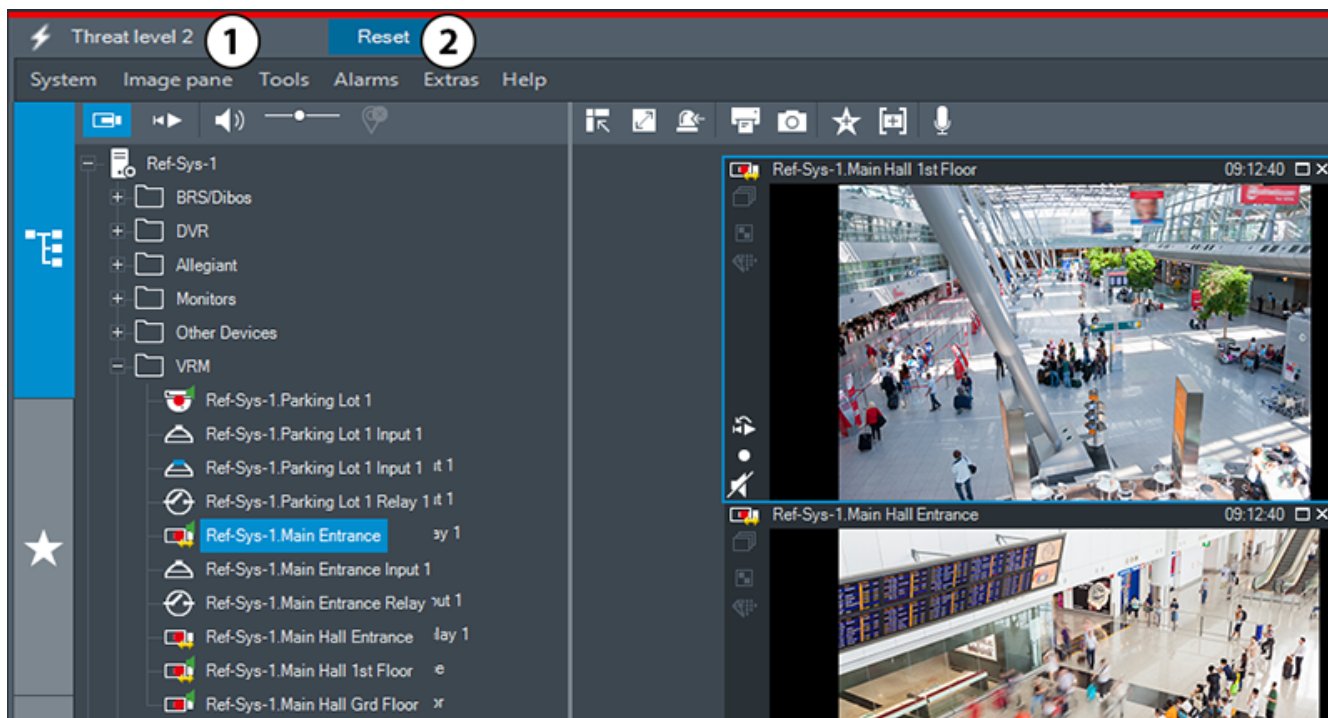 Threat level 2 1 Reset 2
System Image pane Tools Alarms Extras Help
Ref-Sys-1
BRS/Dibos
DVR
Allegiant
Monitors
Other Devices
VRM
Ref-Sys-1.Parking Lot 1
Ref-Sys-1.Parking Lot 1 Input 1
Ref-Sys-1.Parking Lot 1 Input 1
Ref-Sys-1.Parking Lot 1 Relay 1
Ref-Sys-1.Main Entrance
Ref-Sys-1.Main Entrance Input 1
Ref-Sys-1.Main Entrance Relay
Ref-Sys-1.Main Hall Entrance
Ref-Sys-1.Main Hall 1st Floor
Ref-Sys-1.Main Hall Grd Floor
Ref-Sys-1.Main Hall 1st Floor 09:12:40
Ref-Sys-1.Main Hall Entrance 09:12:40